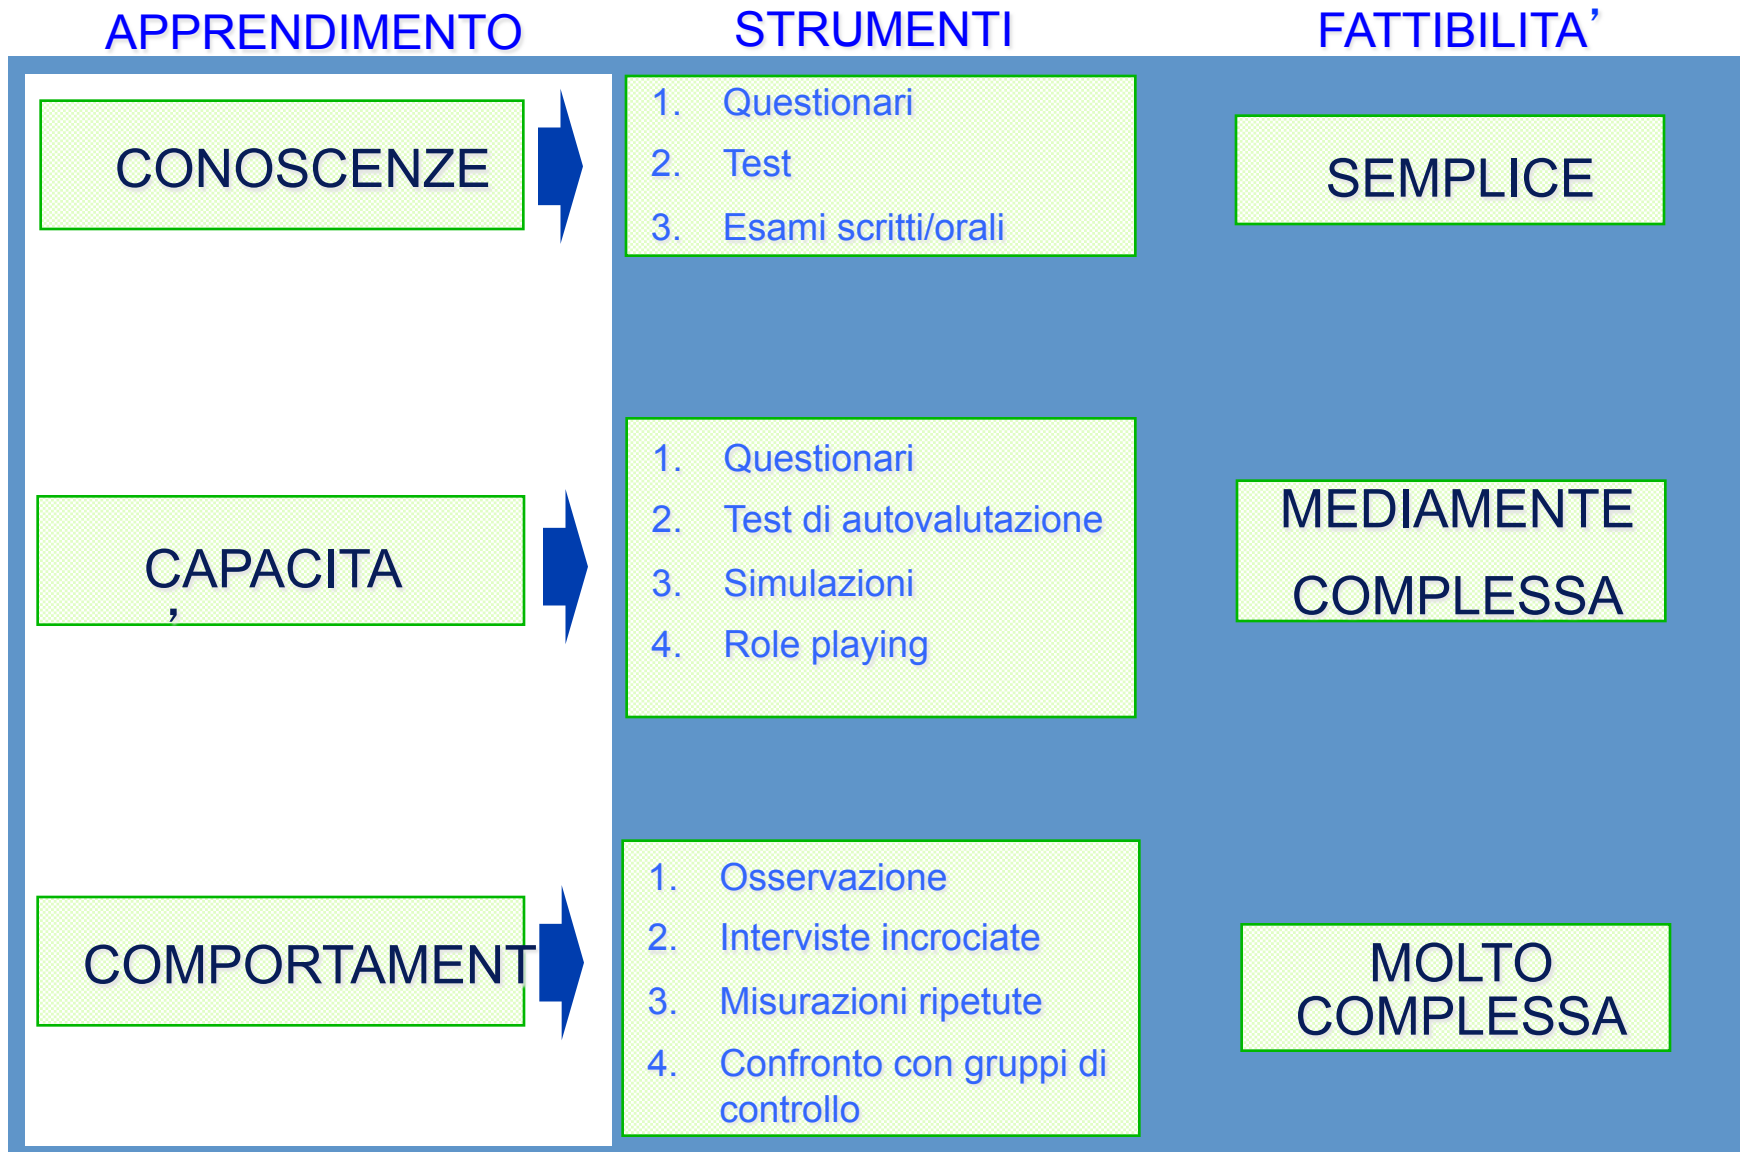 APPRENDIMENTO
STRUMENTI
FATTIBILITA’
CONOSCENZE
1. Questionari
2. Test
3. Esami scritti/orali
SEMPLICE
CAPACITA
’
1. Questionari
2. Test di autovalutazione
3. Simulazioni
4. Role playing
MEDIAMENTE
COMPLESSA
COMPORTAMENT
1. Osservazione
2. Interviste incrociate
3. Misurazioni ripetute
4. Confronto con gruppi di
controllo
MOLTO
COMPLESSA